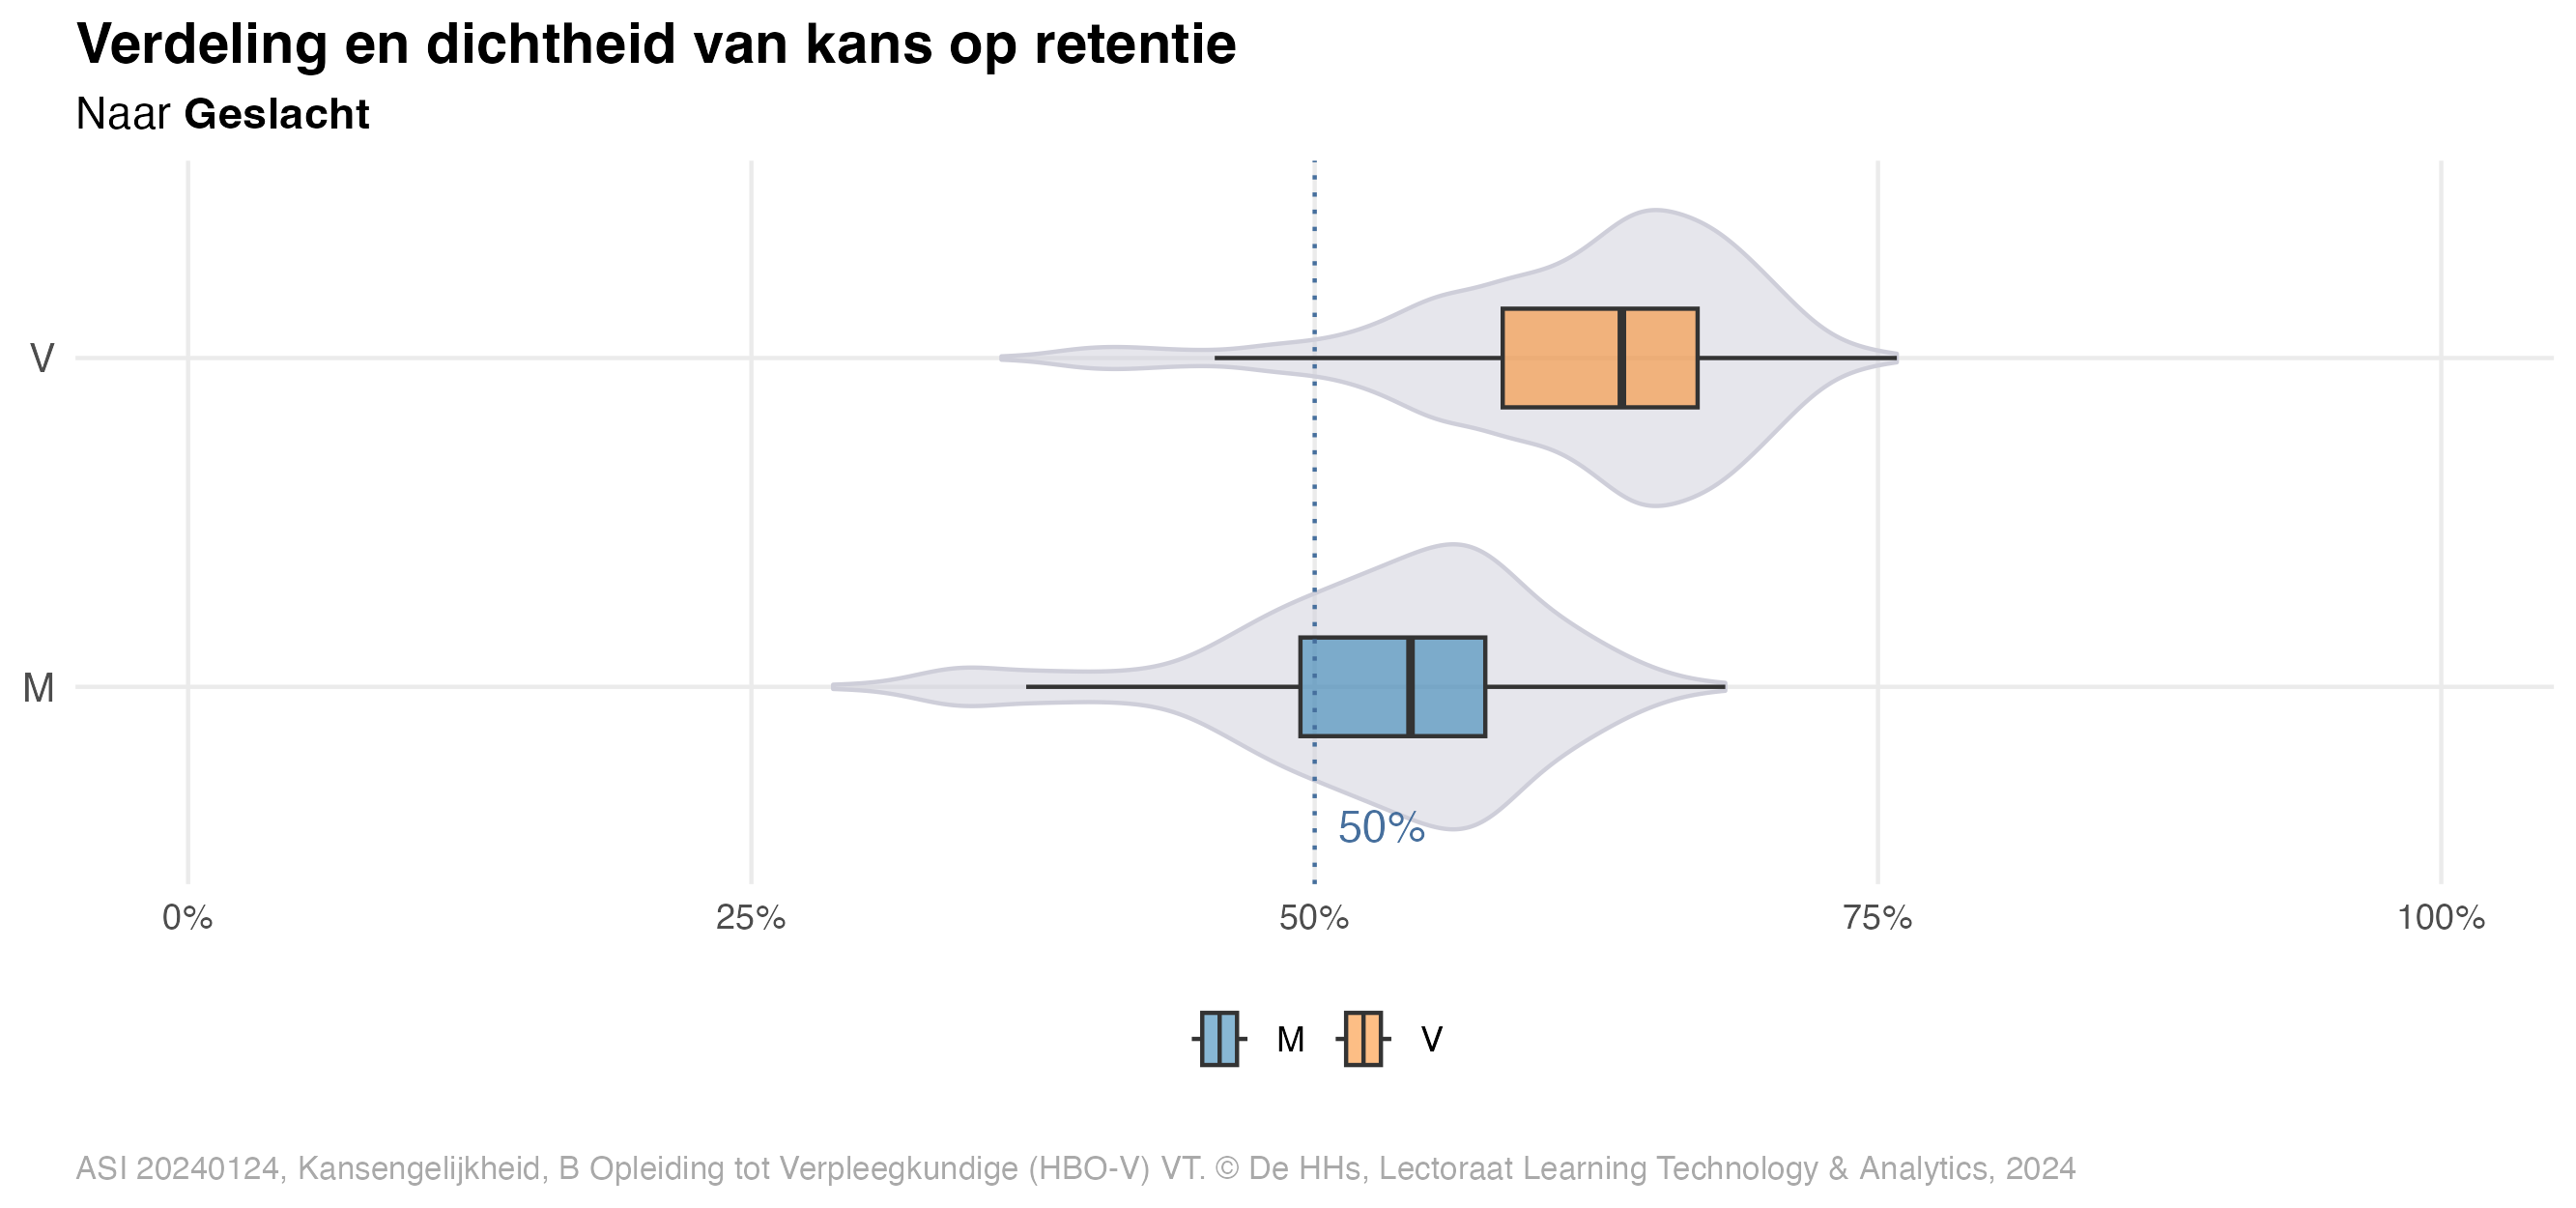 Verdeling en dichtheid van kans op retentie
Naar Geslacht
V
M
50%
0% 25% 50% 75% 100%
M V
ASI 20240124, Kansengelijkheid, B Opleiding tot Verpleegkundige (HBO-V) VT. © De HHs, Lectoraat Learning Technology & Analytics, 2024